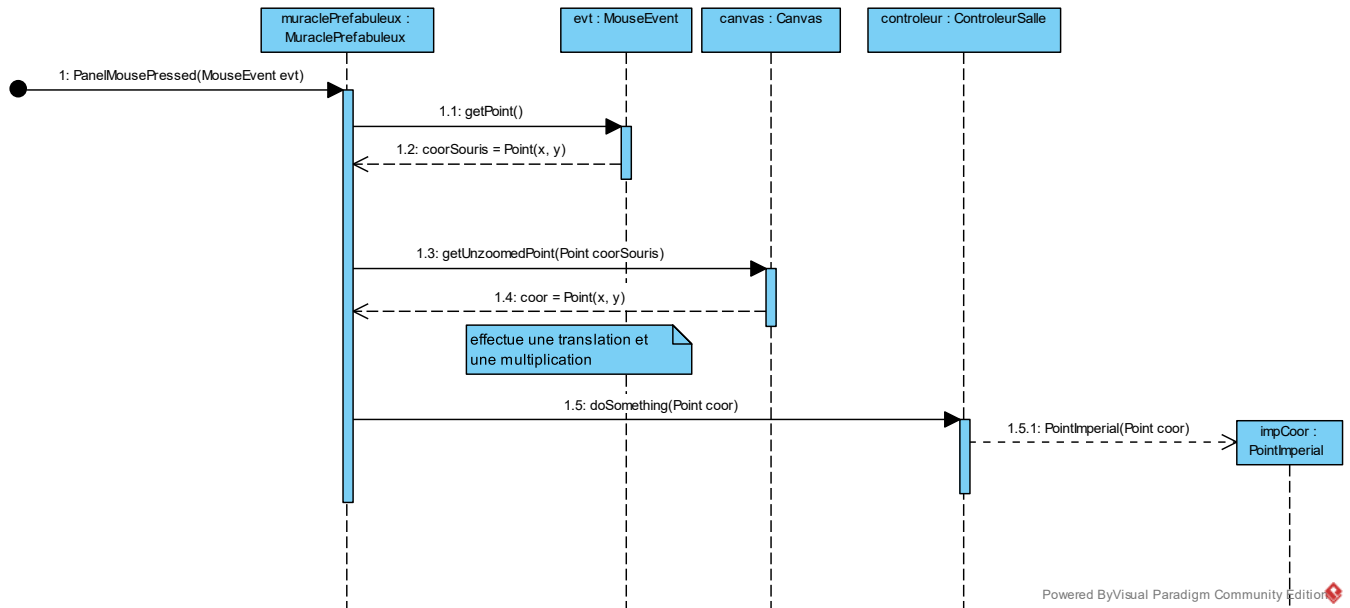 muraclePrefabuleux :
MuraclePrefabuleux
evt : MouseEvent
canvas : Canvas
controleur : ControleurSalle
1: PanelMousePressed(MouseEvent evt)
1.1: getPoint()
1.2: coorSouris = Point(x, y)
1.3: getUnzoomedPoint(Point coorSouris)
1.4: coor = Point(x, y)
effectue une translation et
une multiplication
1.5: doSomething(Point coor)
1.5.1: PointImperial(Point coor)
impCoor :
PointImperial
Powered ByVisual Paradigm Community Edition